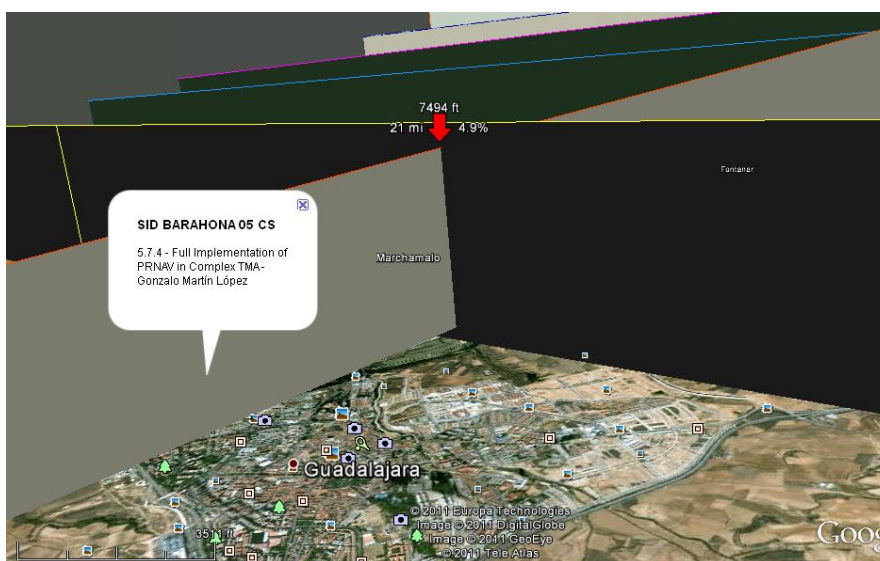 7494 ft
21 mi 4.9%
Fontanar
SID BARAHONA 05 CS
5.7.4 - Full Implementation of
PRNAV in Complex TMA-
Gonzalo Martín López
Marchamalo
Guadalajara
© 2011 Europa Technologies
Image © 2011 DigitalGlobe
Image © 2011 GeoEye
© 2011 Tele Atlas
3511 ft
Goog